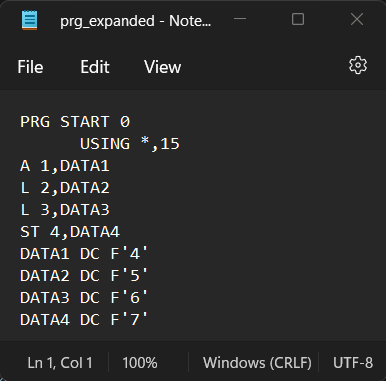 prg_expanded - Note...
File Edit View
PRG START 0
      USING *,15
A 1,DATA1
L 2,DATA2
L 3,DATA3
ST 4,DATA4
DATA1 DC F'4'
DATA2 DC F'5'
DATA3 DC F'6'
DATA4 DC F'7'
Ln 1, Col 1 100% Windows (CRLF) UTF-8